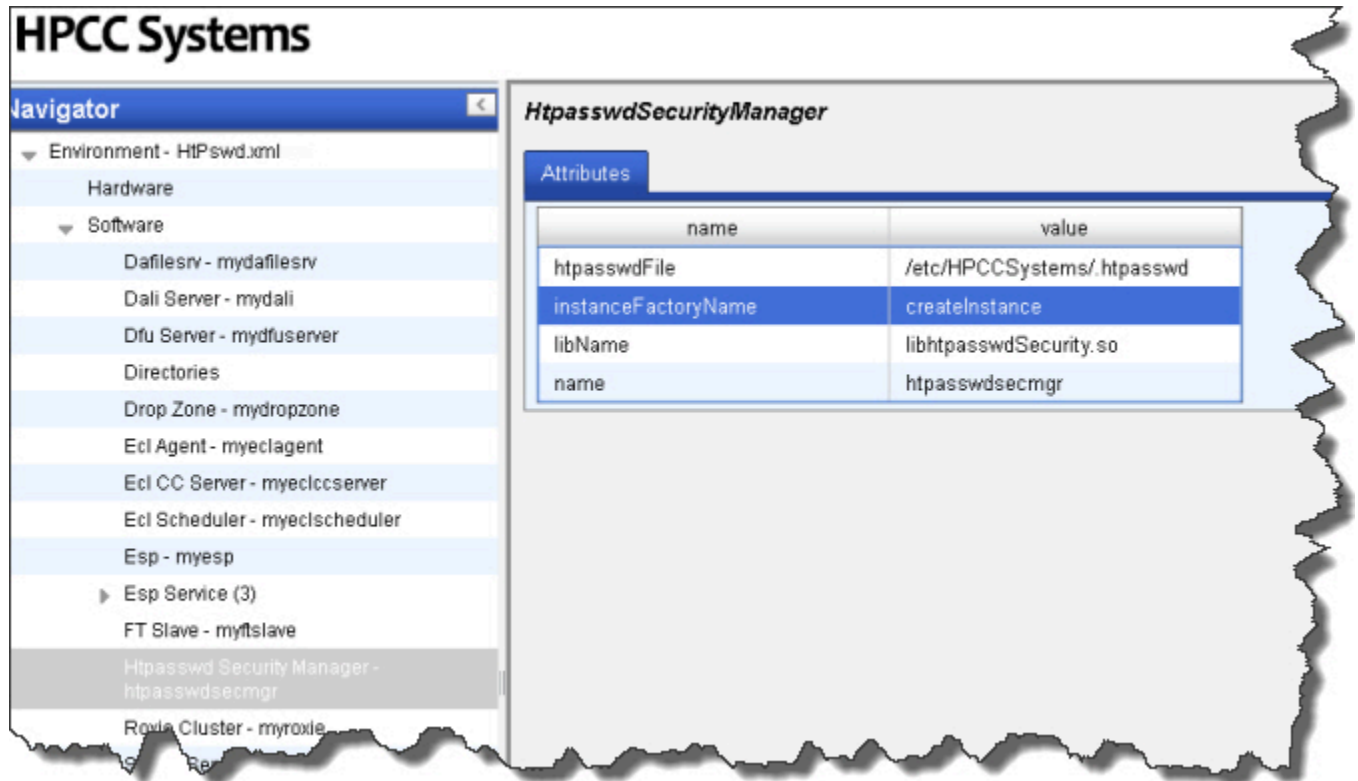 HPCC Systems
Navigator
Environment - HtPswd.xml
Hardware
Software
Dafilesrv - mydafilesrv
Dali Server - mydali
Dfu Server - mydfuserver
Directories
Drop Zone - mydropzone
Ecl Agent - myeclagent
Ecl CC Server - myeclccserver
Ecl Scheduler - myeclscheduler
Esp - myesp
Esp Service (3)
FT Slave - myftslave
Htpasswd Security Manager -
htpasswdsecmgr
Roxie Cluster - myroxie
HtpasswdSecurityManager
Attributes
name value
htpasswdFile /etc/HPCCSystems/.htpasswd
instanceFactoryName createInstance
libName libhtpasswdSecurity.so
name htpasswdsecmgr